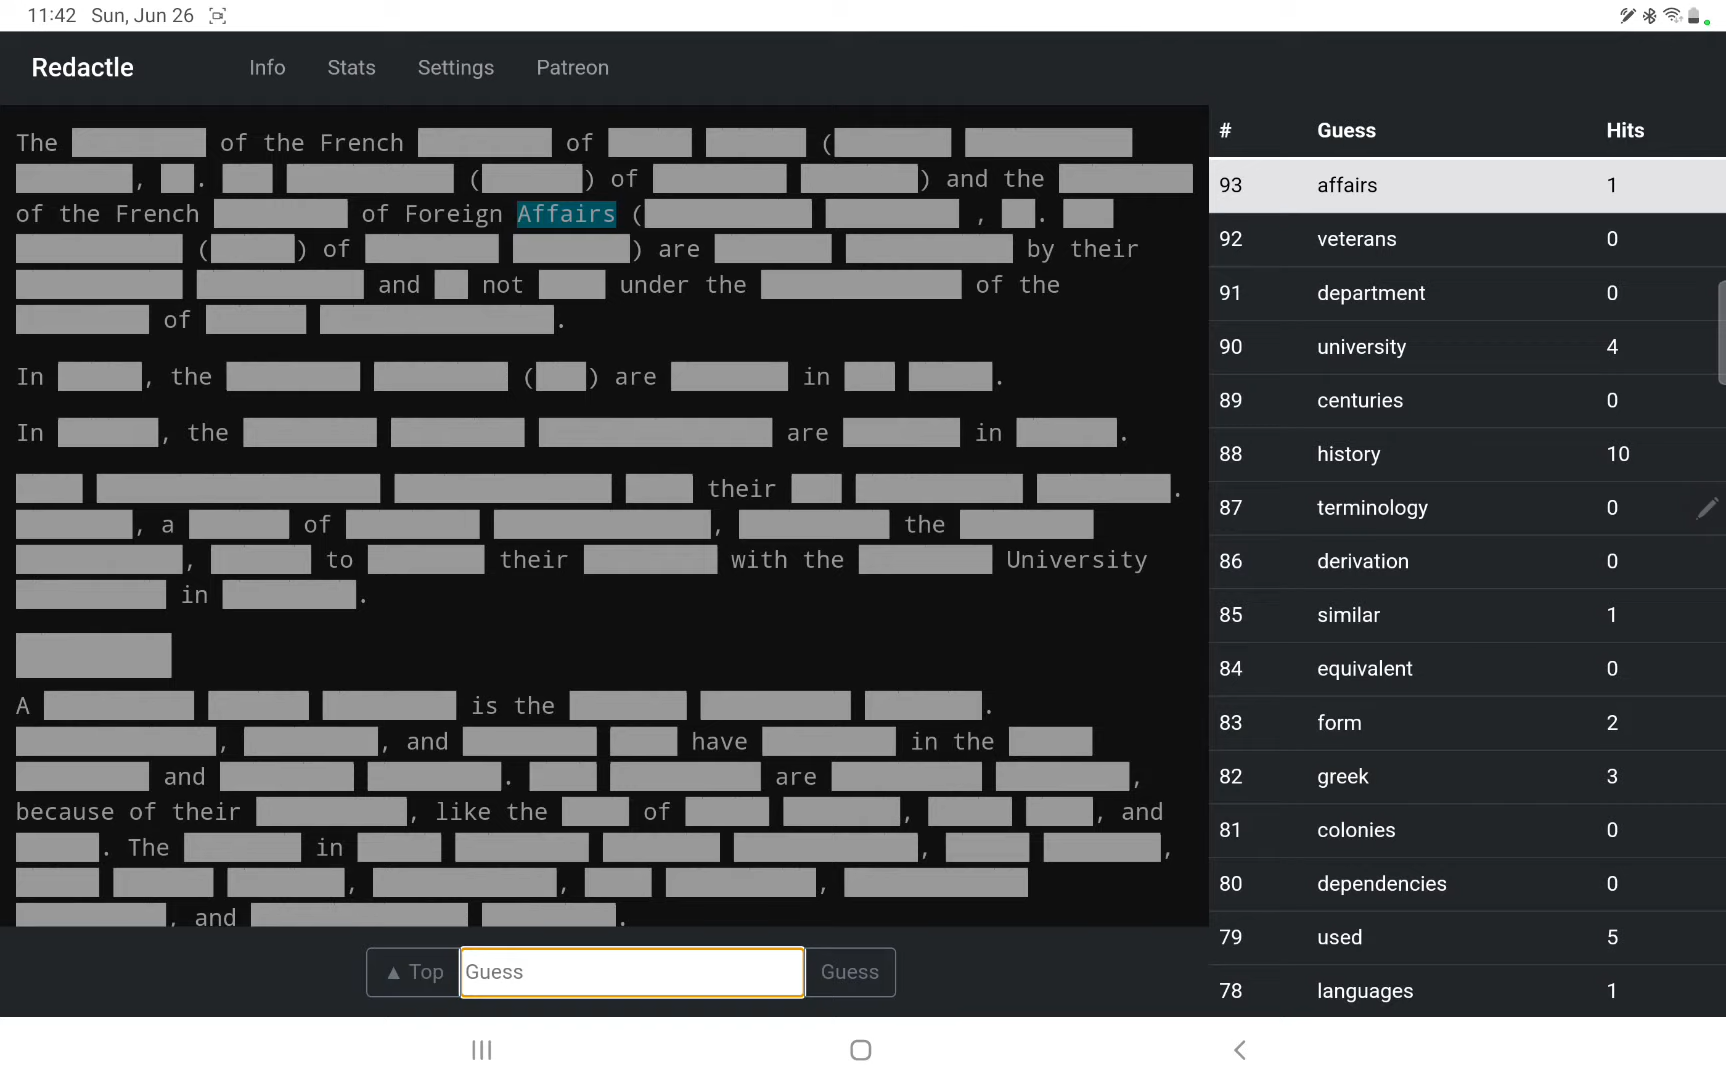 11:42 Sun, Jun 26
Redactle Info Stats Settings Patreon
The of the French of (
, . ( ) of ) and the
of the French of Foreign Affairs ( , .
( ) of ) are by their
and not under the of the
of .
In , the ( ) are in .
In , the are in .
their .
, a of , the
, to their with the University
in .
A is the .
, , and have in the
and . are ,
because of their , like the of , , and
. The in , ,
, , ,
, and .
▲ Top Guess Guess
# Guess Hits
93 affairs 1
92 veterans 0
91 department 0
90 university 4
89 centuries 0
88 history 10
87 terminology 0
86 derivation 0
85 similar 1
84 equivalent 0
83 form 2
82 greek 3
81 colonies 0
80 dependencies 0
79 used 5
78 languages 1